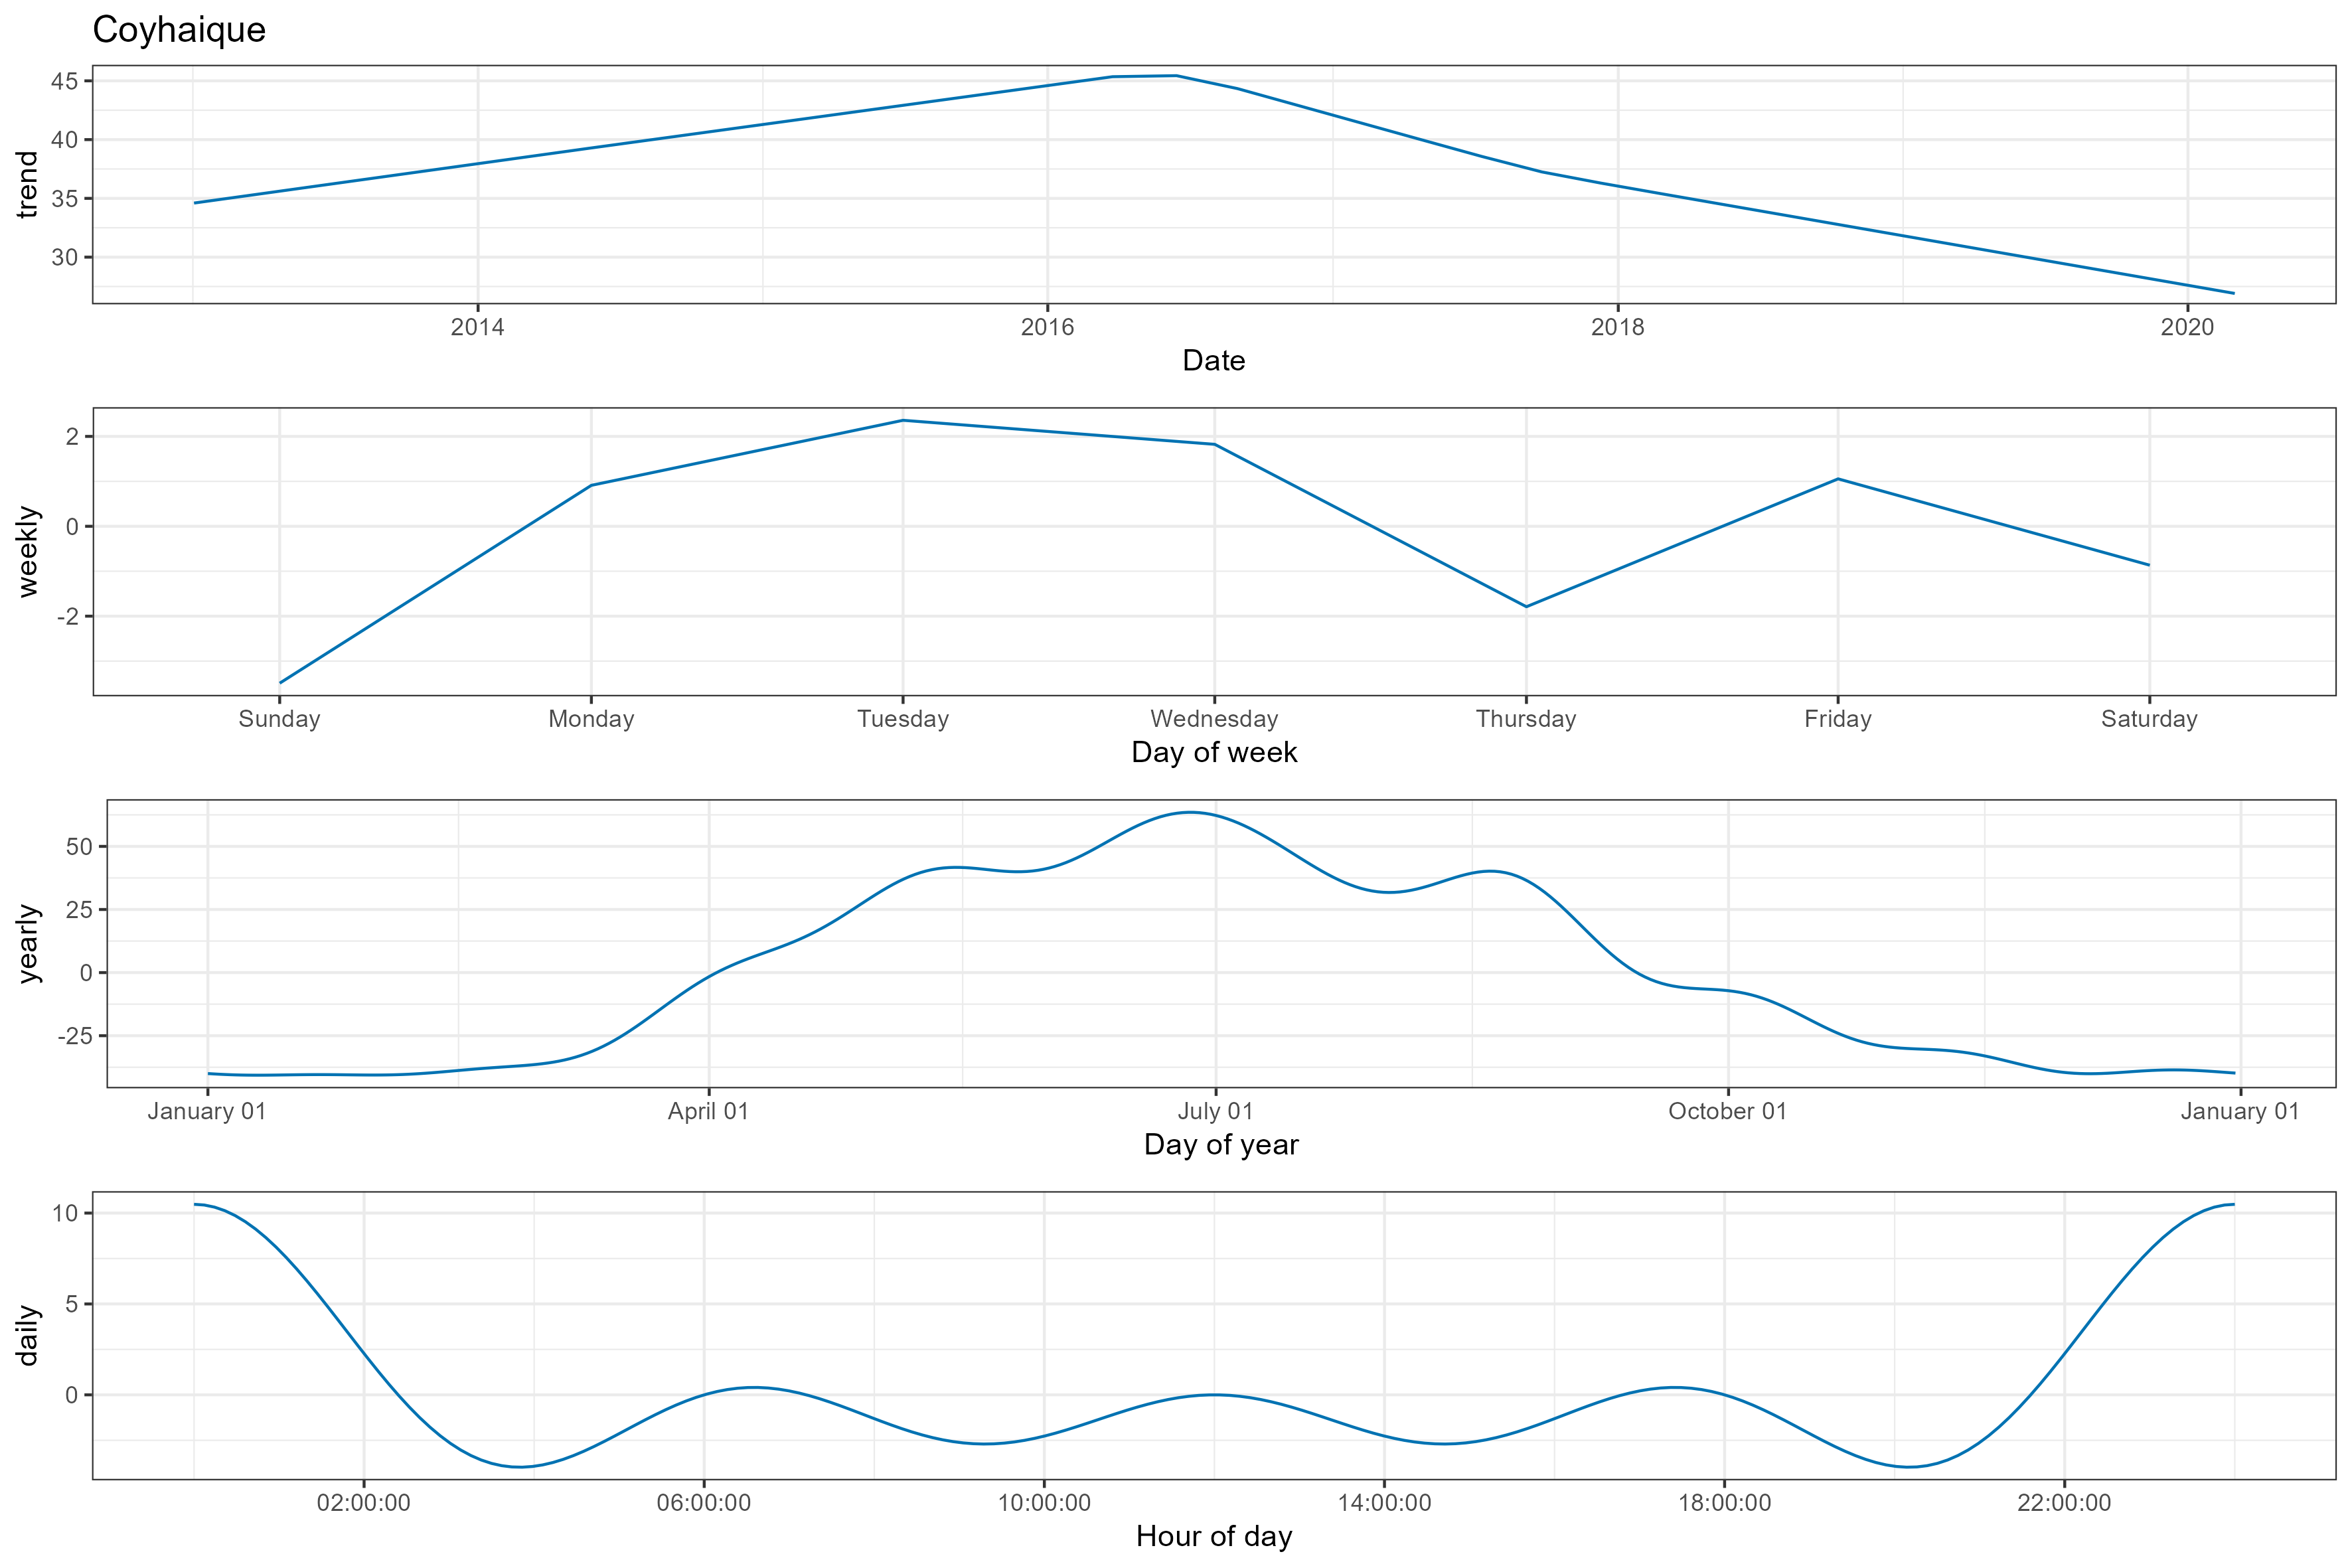 Coyhaique
45
40
35
30
trend
2014 2016 2018 2020
Date
2
0
-2
weekly
Sunday Monday Tuesday Wednesday Thursday Friday Saturday
Day of week
50
25
0
-25
yearly
January 01 April 01 July 01 October 01 January 01
Day of year
10
5
0
daily
02:00:00 06:00:00 10:00:00 14:00:00 18:00:00 22:00:00
Hour of day